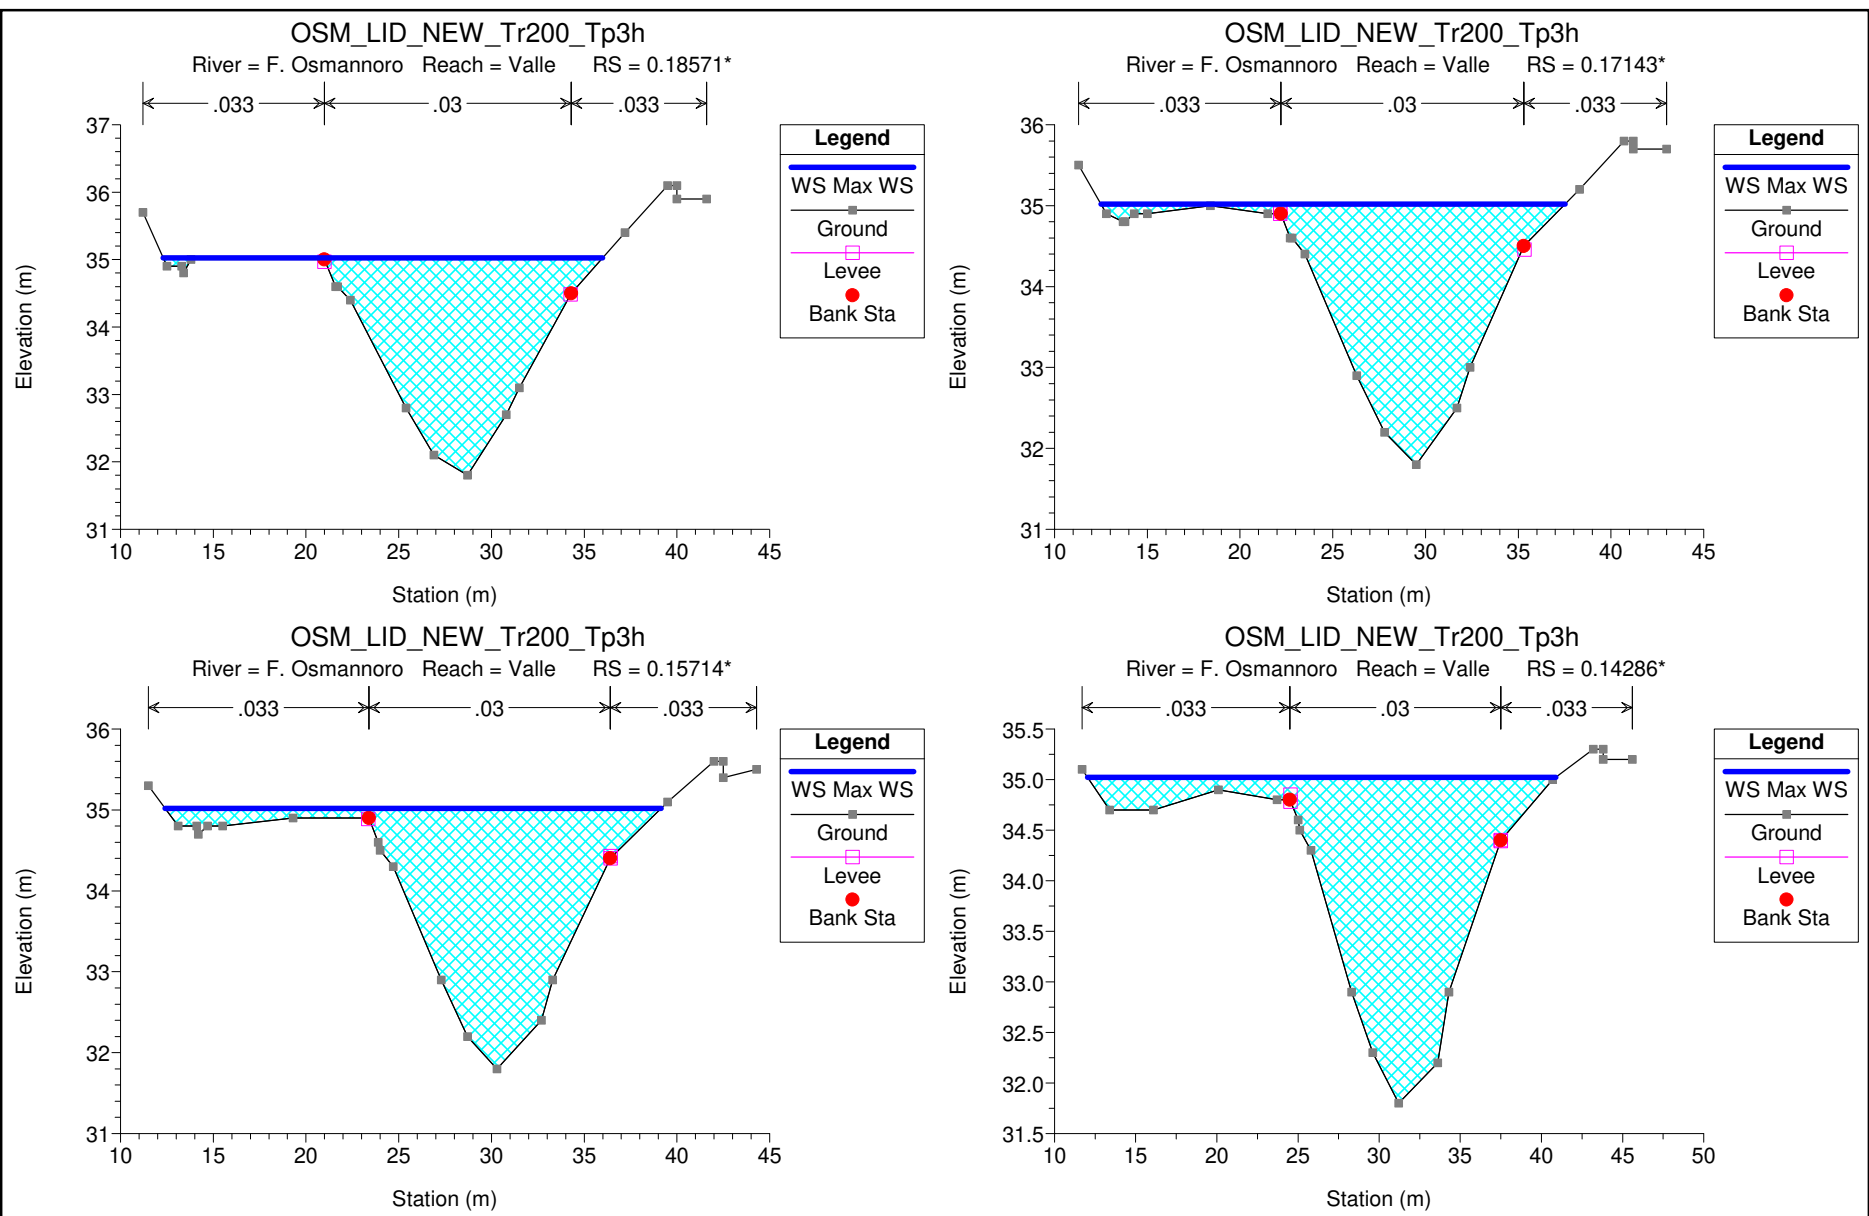 OSM_LID_NEW_Tr200_Tp3h
River = F. Osmannoro Reach = Valle RS = 0.18571*
.033 .03 .033
37
36
35
34
33
32
31
10 15 20 25 30 35 40 45
Elevation (m)
Station (m)
Legend
WS Max WS
Ground
Levee
Bank Sta
OSM_LID_NEW_Tr200_Tp3h
River = F. Osmannoro Reach = Valle RS = 0.17143*
.033 .03 .033
36
35
34
33
32
31
10 15 20 25 30 35 40 45
Elevation (m)
Station (m)
Legend
WS Max WS
Ground
Levee
Bank Sta
OSM_LID_NEW_Tr200_Tp3h
River = F. Osmannoro Reach = Valle RS = 0.15714*
.033 .03 .033
36
35
34
33
32
31
10 15 20 25 30 35 40 45
Elevation (m)
Station (m)
Legend
WS Max WS
Ground
Levee
Bank Sta
OSM_LID_NEW_Tr200_Tp3h
River = F. Osmannoro Reach = Valle RS = 0.14286*
.033 .03 .033
35.5
35.0
34.5
34.0
33.5
33.0
32.5
32.0
31.5
10 15 20 25 30 35 40 45 50
Elevation (m)
Station (m)
Legend
WS Max WS
Ground
Levee
Bank Sta